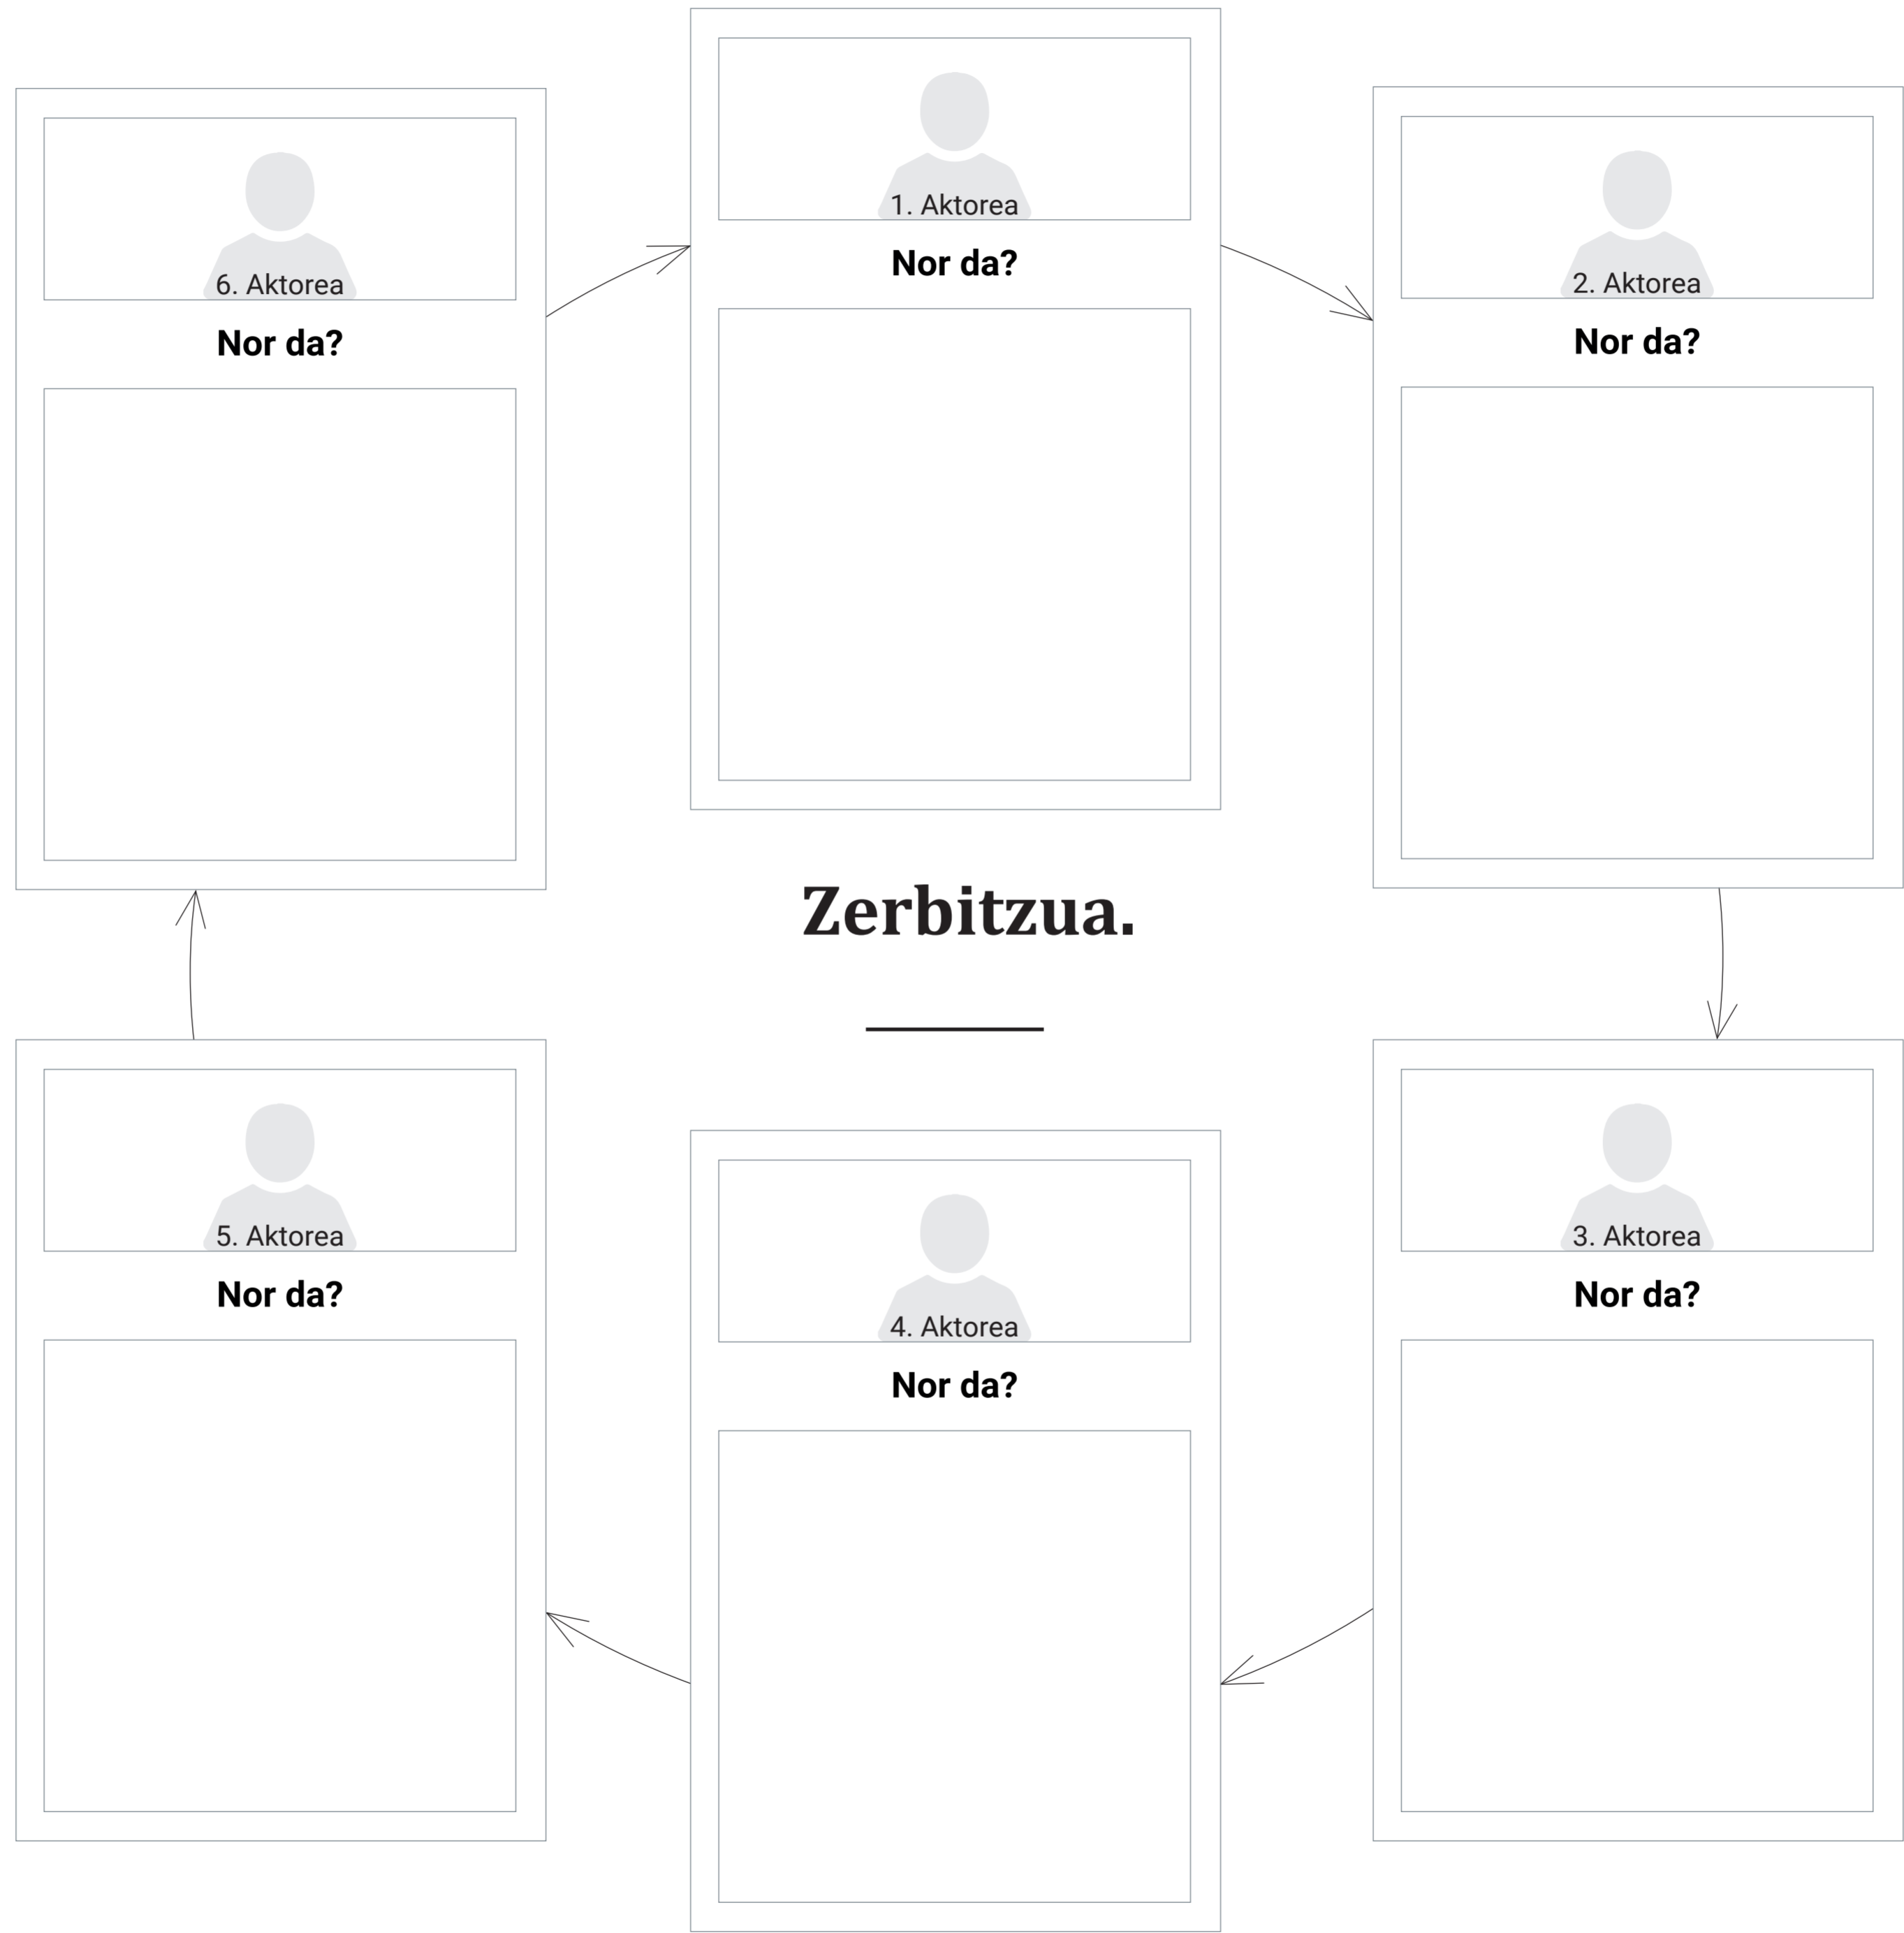 1. Aktorea
Nor da?
2. Aktorea
Nor da?
3. Aktorea
Nor da?
4. Aktorea
Nor da?
5. Aktorea
Nor da?
6. Aktorea
Nor da?
Zerbitzua.